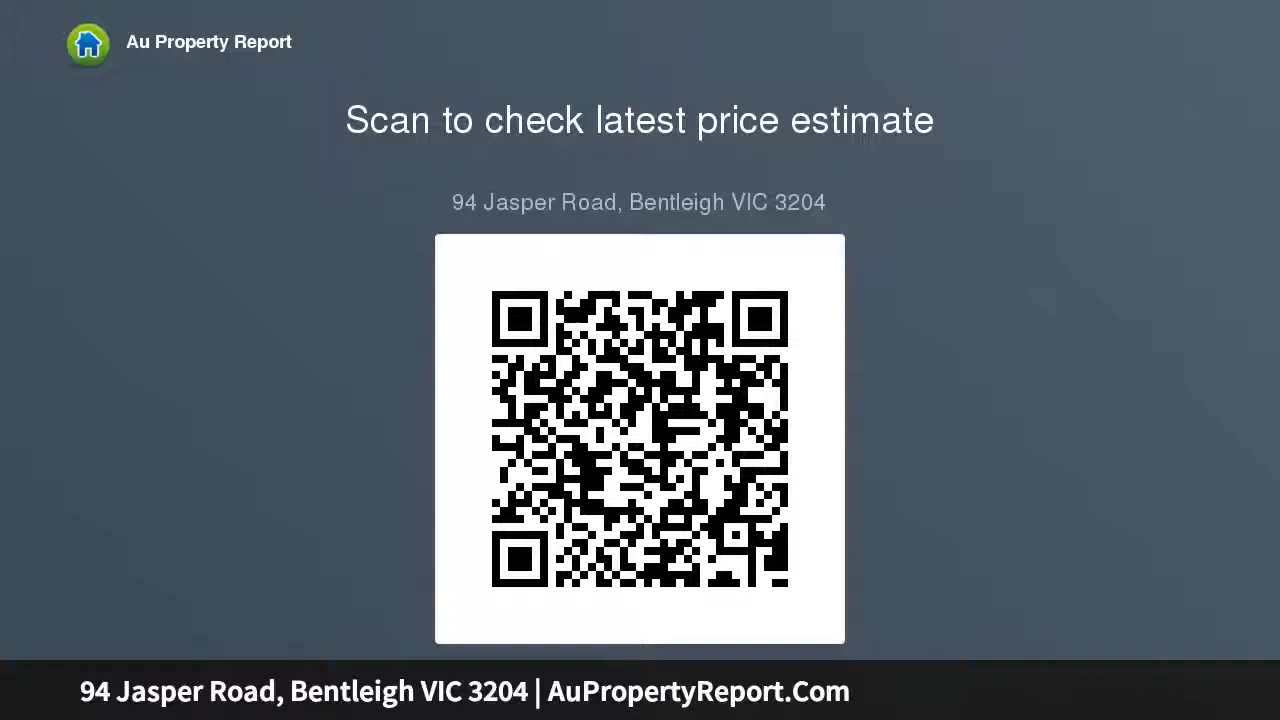 Au Property Report
Scan to check latest price estimate
94 Jasper Road, Bentleigh VIC 3204
94 Jasper Road, Bentleigh VIC 3204 | AuPropertyReport.Com